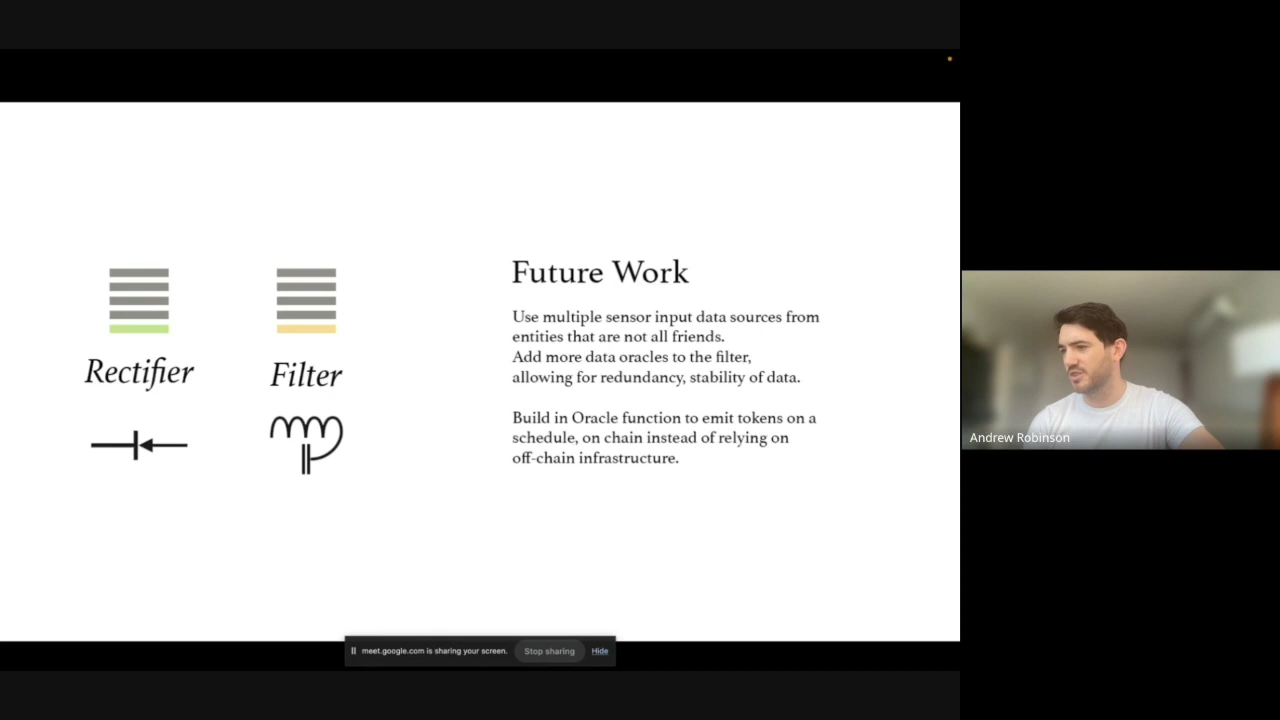 Rectifier
Filter
Future Work
Use multiple sensor input data sources from
entities that are not all friends.
Add more data oracles to the filter,
allowing for redundancy, stability of data.
Build in Oracle function to emit tokens on a
schedule, on chain instead of relying on
off-chain infrastructure.
Andrew Robinson
meet.google.com is sharing your screen.
Stop sharing
Hide